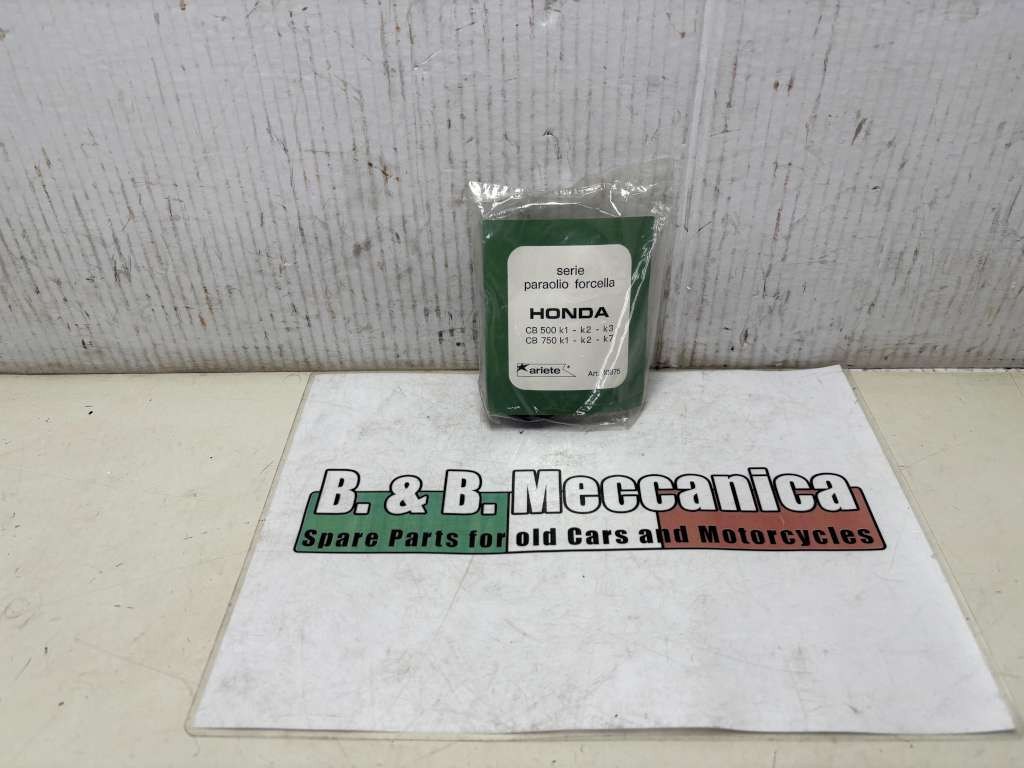 serie
paraolio forcella
HONDA
CB 500 k1 - k2 - k3
CB 750 k1 - k2 - k7
ariete
Art.
B. & B. Meccanica
Spare Parts for old Cars and Motorcycles